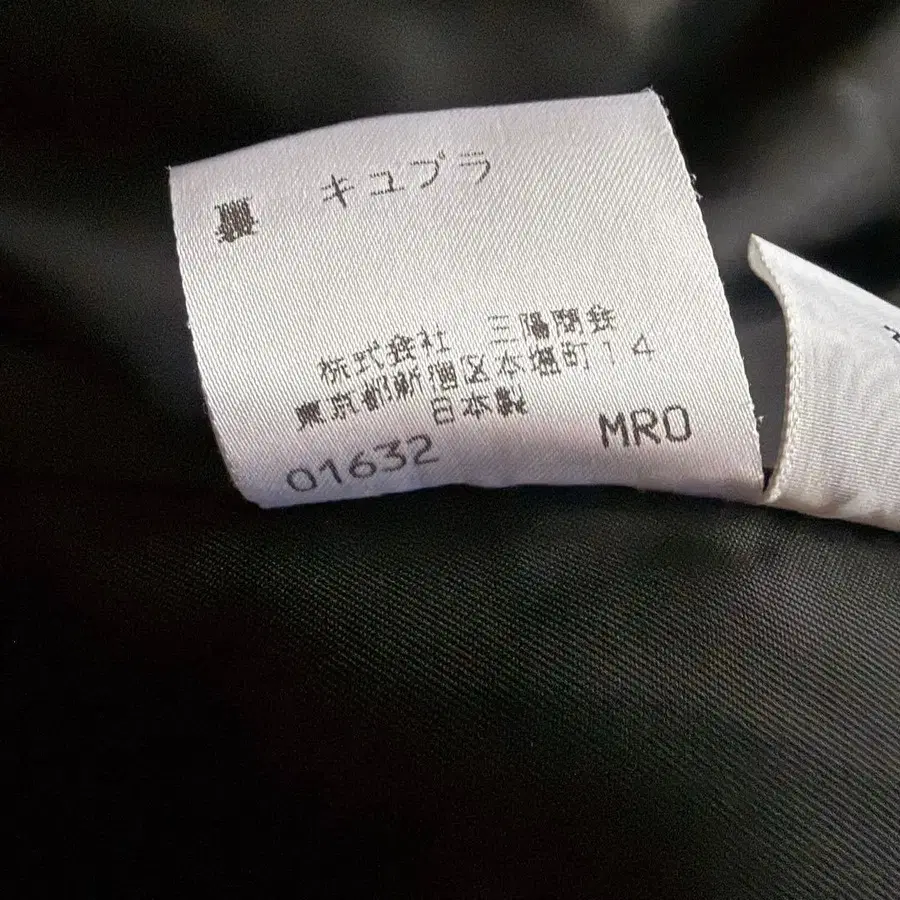 裏 キュプラ
株式会社 三陽商会
東京都新宿区本塩町14
日本製
01632 MRO